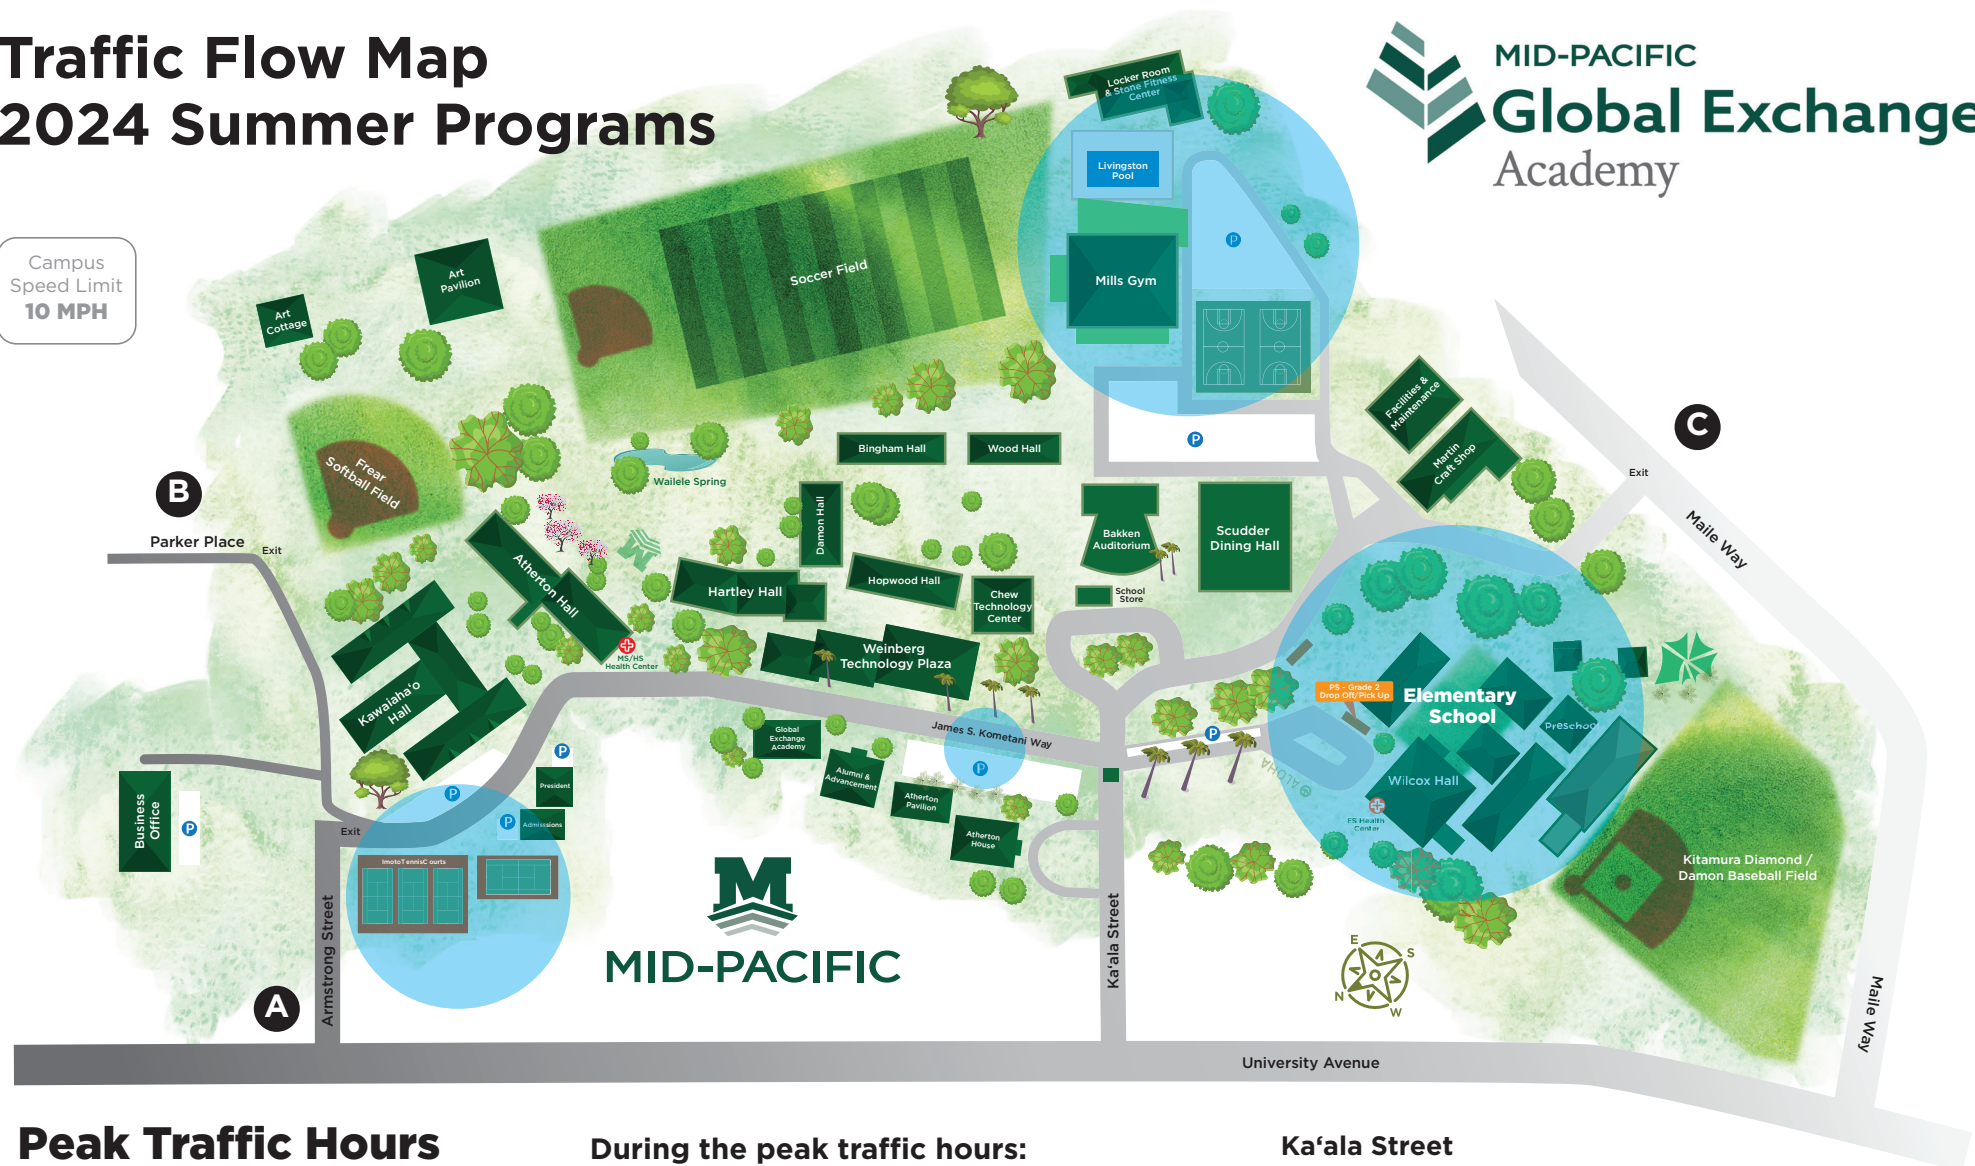 Traffic Flow Map
2024 Summer Programs
MID-PACIFIC
Global Exchange
Academy
Campus
Speed Limit
10 MPH
Locker Room
& Stone Fitness
Center
Livingston
Pool
P
Mills Gym
Soccer Field
Art
Pavilion
Art
Cottage
Facilities &
Maintenance
Martin
Craft Shop
C
Exit
Maile Way
P
Bingham Hall
Wood Hall
Wailele Spring
Frear
Softball Field
B
Parker Place
Exit
Damon Hall
Bakken
Auditorium
Scudder
Dining Hall
Atherton Hall
Hartley Hall
Hopwood Hall
Chew
Technology
Center
School
Store
MS/HS
Health Center
Weinberg
Technology Plaza
Kawaiaha‘o
Hall
PS - Grade 2
Drop Off/Pick Up
Elementary
School
Preschool
James S. Kometani Way
P
Global
Exchange
Academy
Alumni &
Advancement
Atherton
Pavilion
Atherton
House
P
ALOHA
Wilcox Hall
ES Health
Center
P
President
Admisssions
P
P
Business
Office
P
Exit
ImotoTennisC ourts
Kitamura Diamond /
Damon Baseball Field
M
MID-PACIFIC
Armstrong Street
A
Ka‘ala Street
E
S
N
W
Maile Way
University Avenue
Peak Traffic Hours
During the peak traffic hours:
Ka‘ala Street